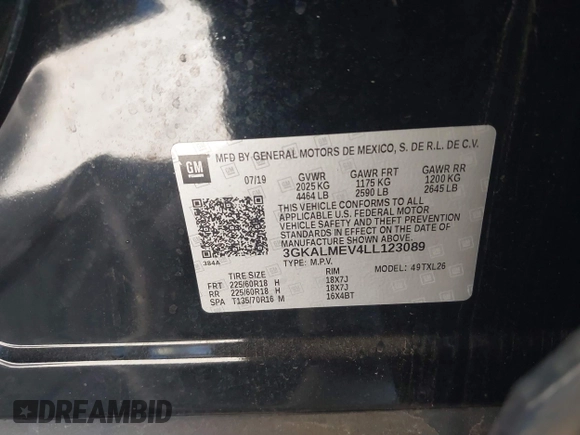 GM
MFD BY GENERAL MOTORS DE MEXICO, S. DE R.L. DE C.V.
07/19 GVWR GAWR FRT GAWR RR
2025 KG 1175 KG 1200 KG
4464 LB 2590 LB 2645 LB
THIS VEHICLE CONFORMS TO ALL
APPLICABLE U.S. FEDERAL MOTOR
VEHICLE SAFETY AND THEFT PREVENTION
STANDARDS IN EFFECT ON THE DATE OF
MANUFACTURE SHOWN ABOVE.
3GKALMEV4LL123089
384A TYPE: M.P.V. MODEL: 49TXL26
TIRE SIZE RIM
FRT 225/60R18 H 18X7J
RR 225/60R18 H 18X7J
SPA T135/70R16 M 16X4BT
DREAMBID